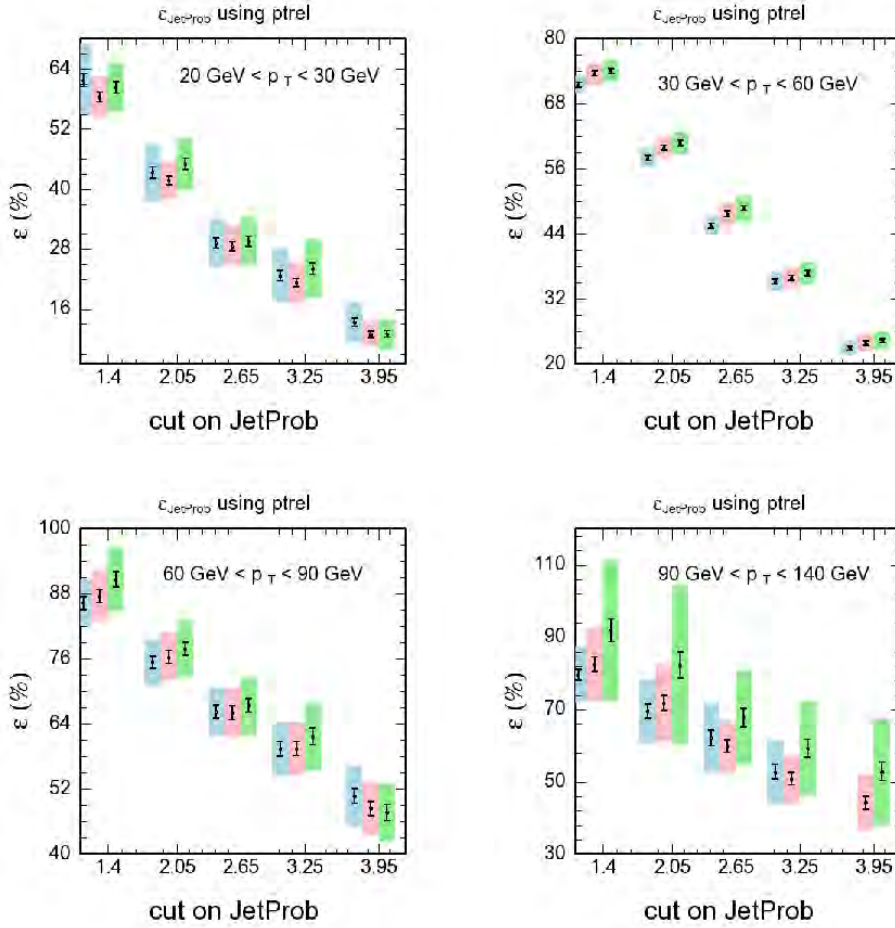 ε_JetProb using ptrel
20 GeV < p_T < 30 GeV
64
52
40
28
16
ε (%)
1.4 2.05 2.65 3.25 3.95
cut on JetProb
ε_JetProb using ptrel
30 GeV < p_T < 60 GeV
80
68
56
44
32
20
ε (%)
1.4 2.05 2.65 3.25 3.95
cut on JetProb
ε_JetProb using ptrel
60 GeV < p_T < 90 GeV
100
88
76
64
52
40
ε (%)
1.4 2.05 2.65 3.25 3.95
cut on JetProb
ε_JetProb using ptrel
90 GeV < p_T < 140 GeV
110
90
70
50
30
ε (%)
1.4 2.05 2.65 3.25 3.95
cut on JetProb